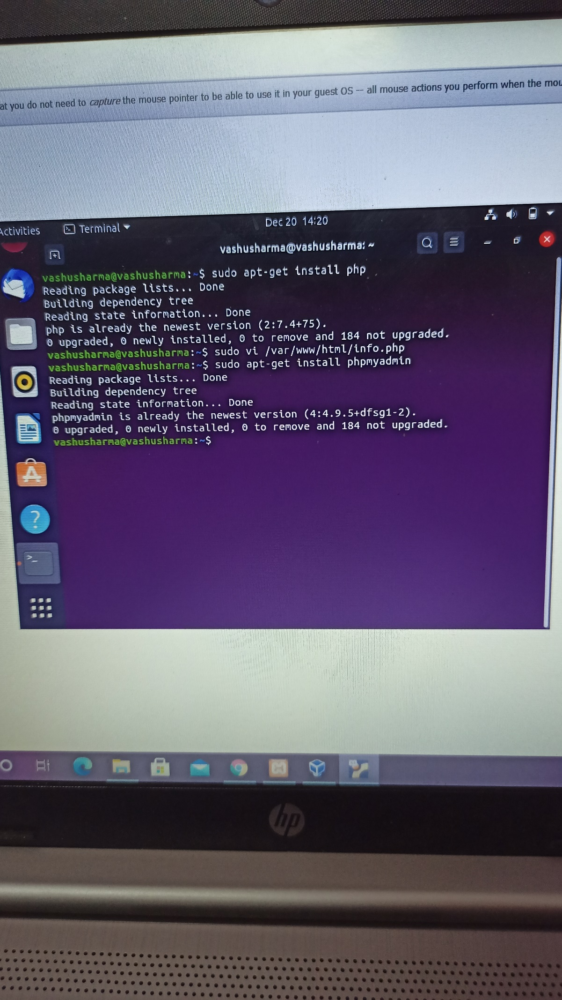 at you do not need to capture the mouse pointer to be able to use it in your guest OS -- all mouse actions you perform when the mou
Activities Terminal Dec 20 14:20
vashusharma@vashusharma: ~
vashusharma@vashusharma:~$ sudo apt-get install php
Reading package lists... Done
Building dependency tree
Reading state information... Done
php is already the newest version (2:7.4+75).
0 upgraded, 0 newly installed, 0 to remove and 184 not upgraded.
vashusharma@vashusharma:~$ sudo vi /var/www/html/info.php
vashusharma@vashusharma:~$ sudo apt-get install phpmyadmin
Reading package lists... Done
Building dependency tree
Reading state information... Done
phpmyadmin is already the newest version (4:4.9.5+dfsg1-2).
0 upgraded, 0 newly installed, 0 to remove and 184 not upgraded.
vashusharma@vashusharma:~$
hp